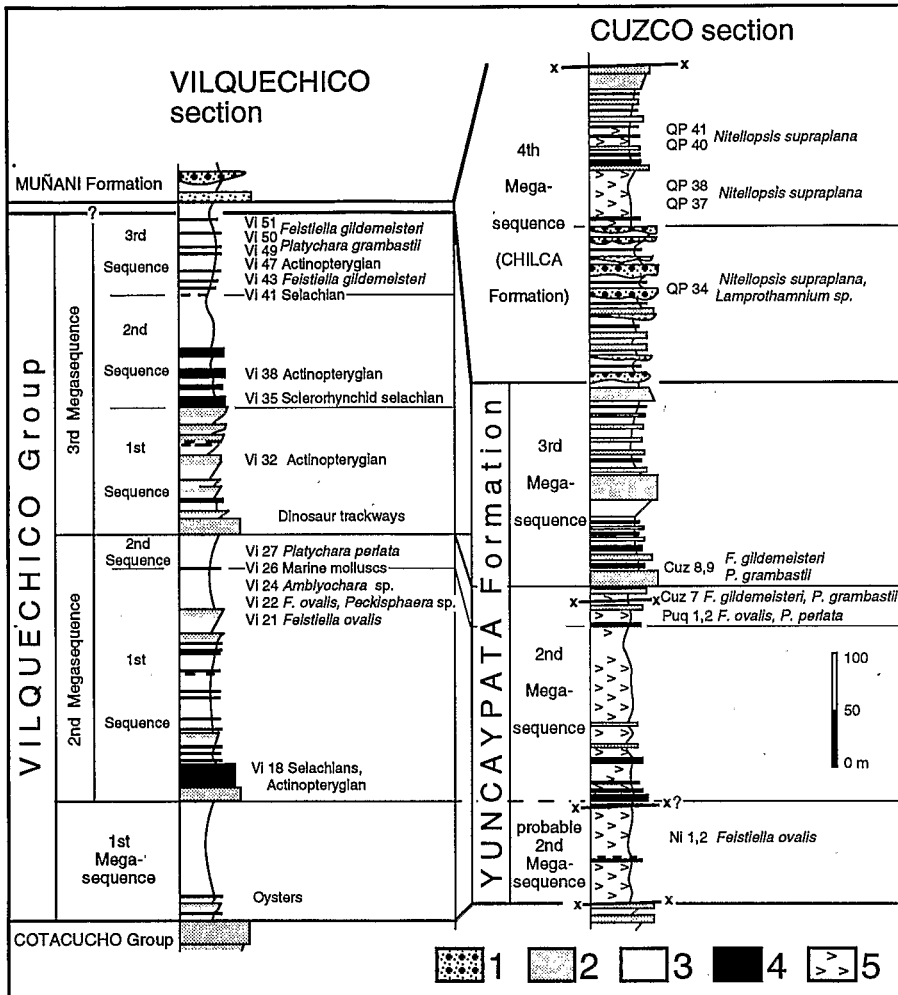 CUZCO section
VILQUECHICO
section
MUÑANI Formation
?
VILQUECHICO Group
3rd Megasequence
3rd
Sequence
2nd
Sequence
1st
Sequence
2nd Megasequence
2nd
Sequence
1st
Sequence
1st
Mega-
sequence
COTACUCHO Group
Vi 51 Feistiella gildemeisteri
Vi 50
Vi 49 Platychara grambastii
Vi 47 Actinopterygian
Vi 43 Feistiella gildemeisteri
Vi 41 Selachian
Vi 38 Actinopterygian
Vi 35 Sclerorhynchid selachian
Vi 32 Actinopterygian
Dinosaur trackways
Vi 27 Platychara perlata
Vi 26 Marine molluscs
Vi 24 Amblyochara sp.
Vi 22 F. ovalis, Peckisphaera sp.
Vi 21 Feistiella ovalis
Vi 18 Selachians,
Actinopterygian
Oysters
x x
4th
Mega-
sequence
(CHILCA
Formation)
YUNCAYPATA Formation
3rd
Mega-
sequence
2nd
Mega-
sequence
probable
2nd
Mega-
sequence
QP 41 Nitellopsis supraplana
QP 40
QP 38 Nitellopsis supraplana
QP 37
QP 34 Nitellopsis supraplana,
Lamprothamnium sp.
Cuz 8,9 F. gildemeisteri
P. grambastii
x x Cuz 7 F. gildemeisteri, P. grambastii
Puq 1,2 F. ovalis, P. perlata
100
50
0 m
x x?
Ni 1,2 Feistiella ovalis
x x
1 2 3 4 5